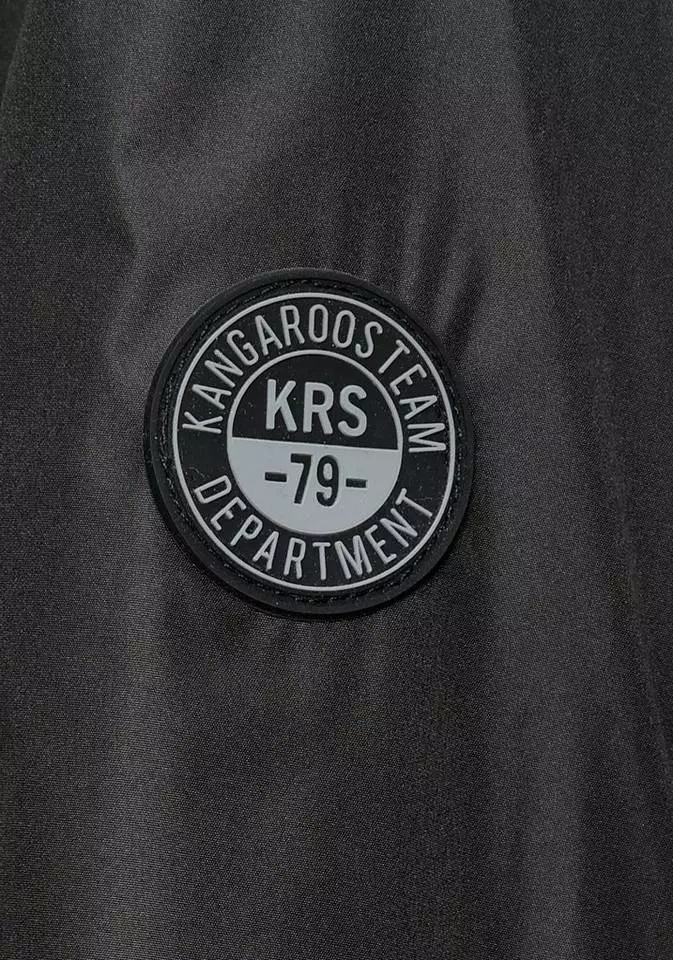 KANGAROOS TEAM
KRS
-79-
DEPARTMENT